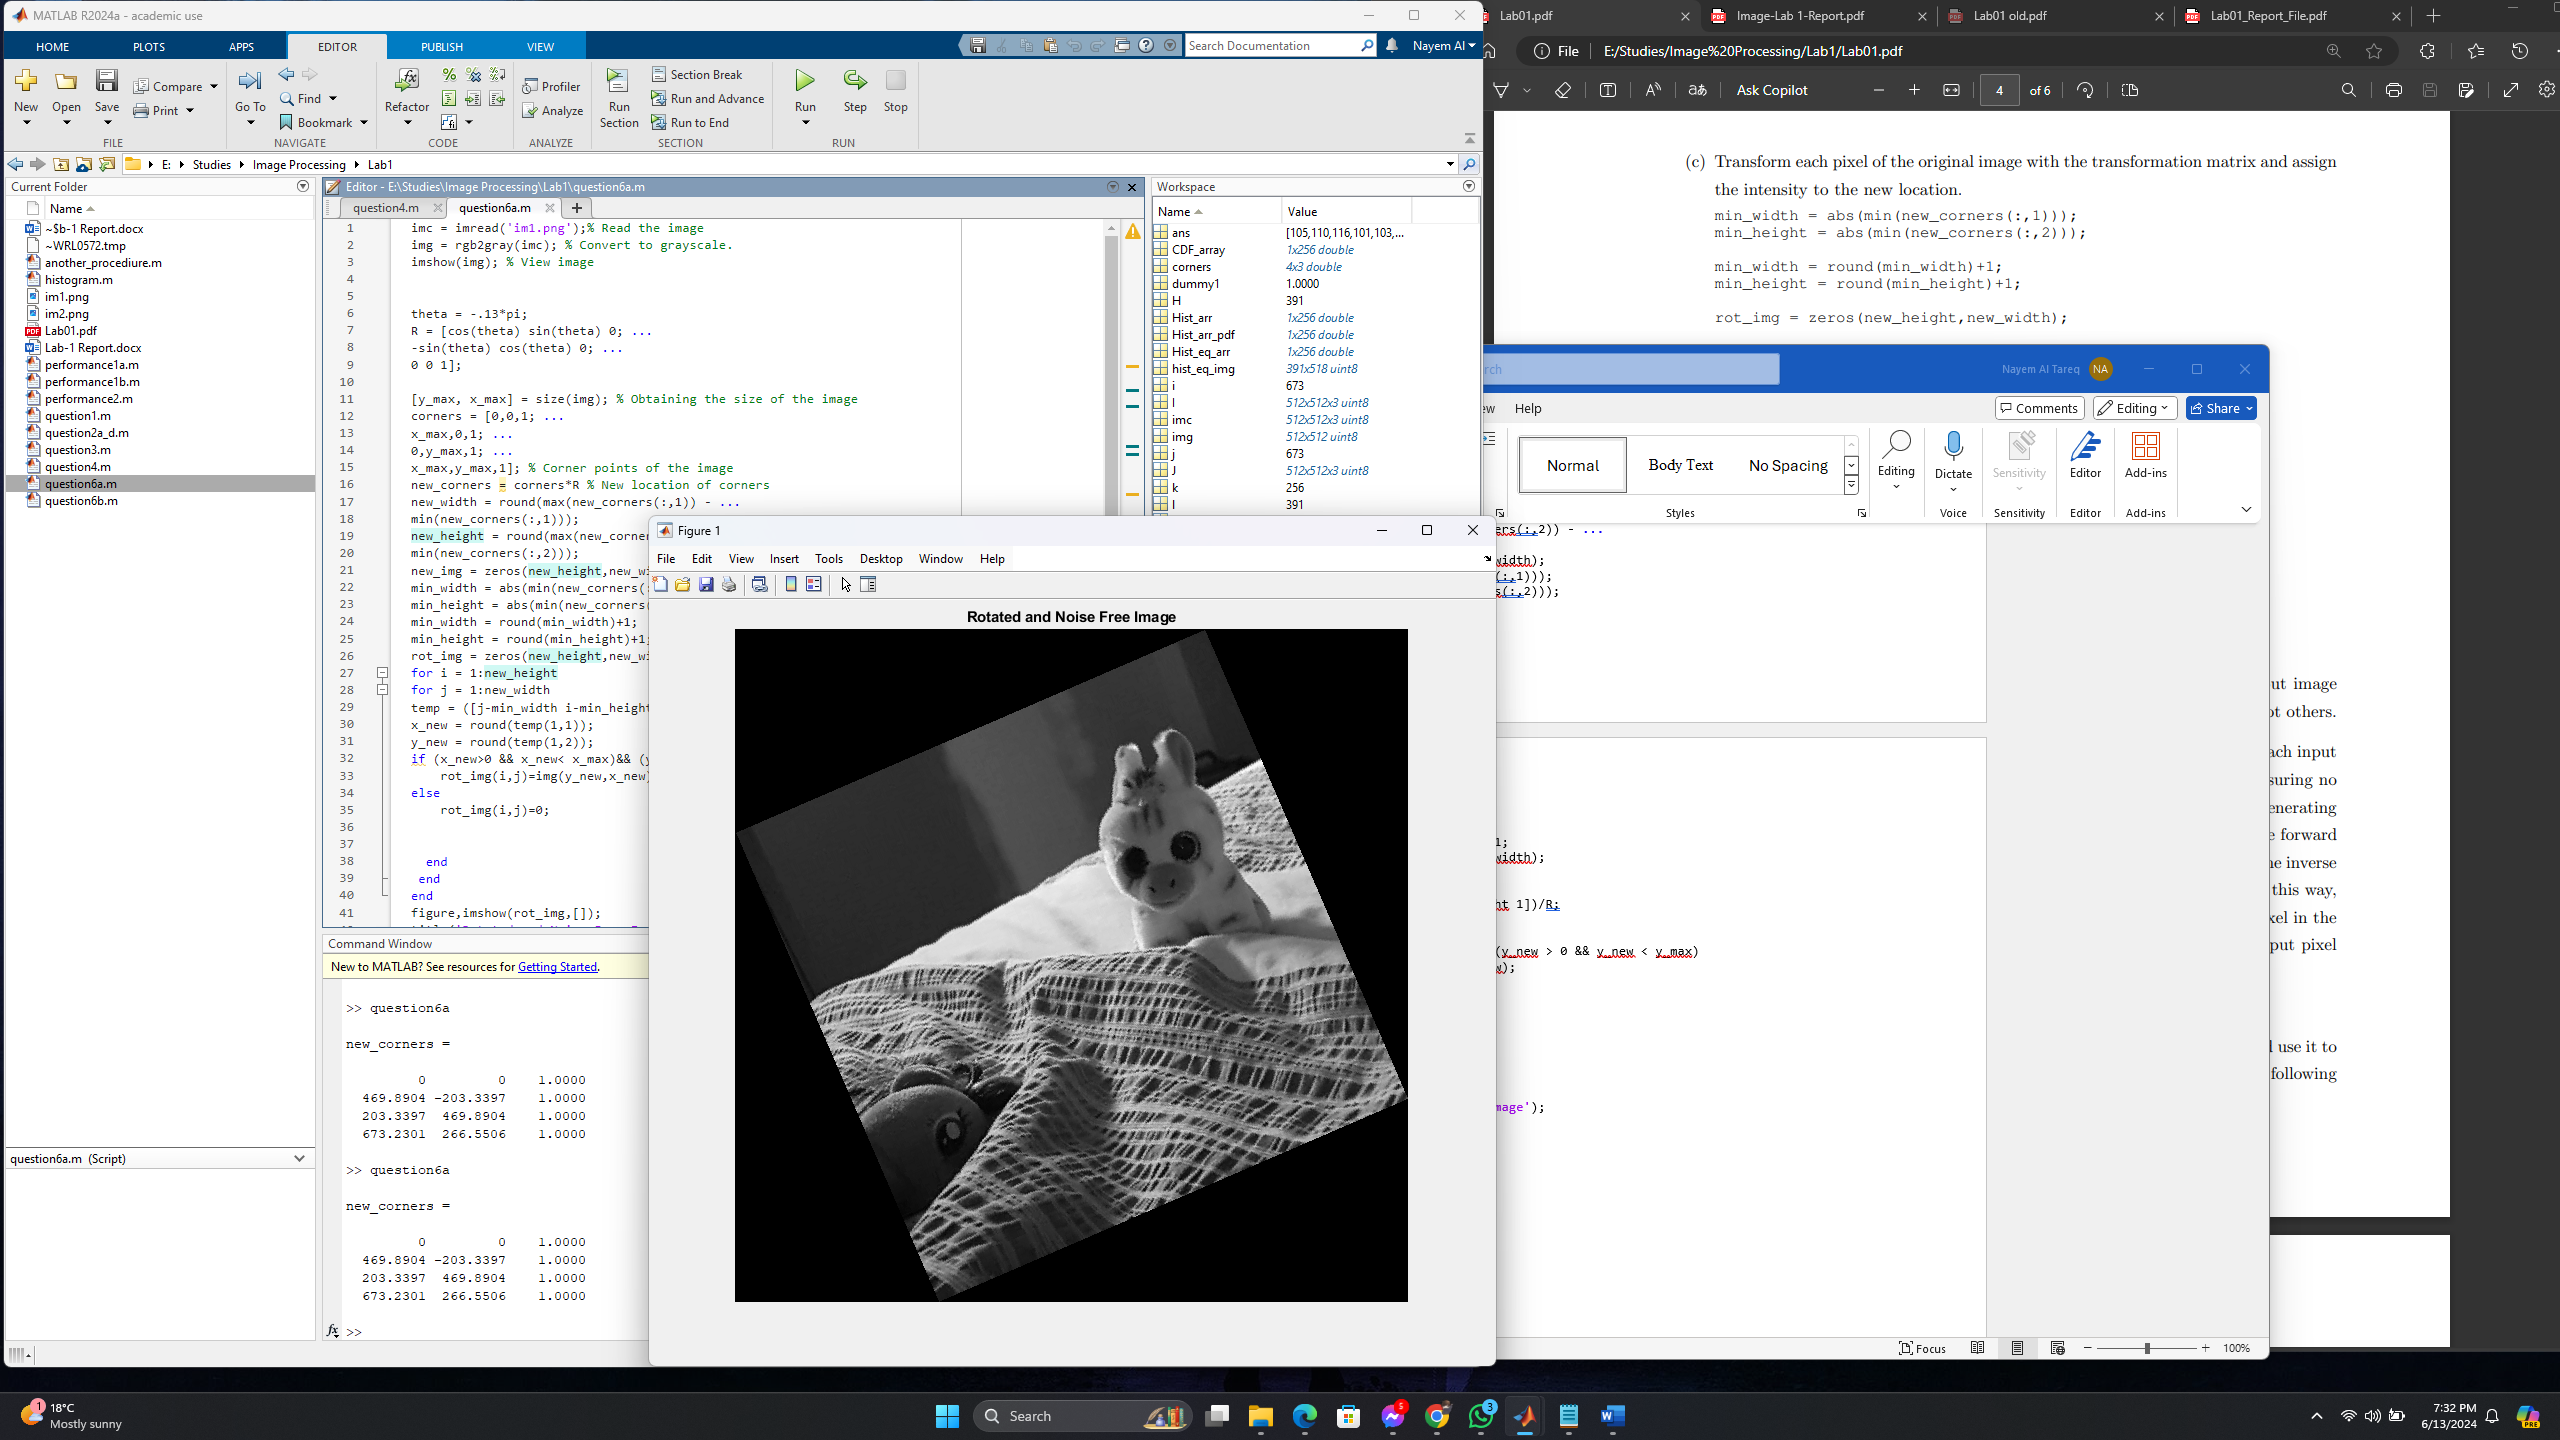 MATLAB R2024a - academic use
HOME PLOTS APPS EDITOR PUBLISH VIEW
Search Documentation
Nayem Al
New Open Save Compare Print
Go To Find Bookmark
Refactor
Profiler
Analyze
Run Section
Section Break
Run and Advance
Run to End
Run Step Stop
FILE NAVIGATE CODE ANALYZE SECTION RUN
E: Studies Image Processing Lab1
Current Folder
Name
~$b-1 Report.docx
~WRL0572.tmp
another_procediure.m
histogram.m
im1.png
im2.png
Lab01.pdf
Lab-1 Report.docx
performance1a.m
performance1b.m
performance2.m
question1.m
question2a_d.m
question3.m
question4.m
question6a.m
question6b.m
question6a.m (Script)
Editor - E:\Studies\Image Processing\Lab1\question6a.m
question4.m question6a.m
1 imc = imread('im1.png');% Read the image
2 img = rgb2gray(imc); % Convert to grayscale.
3 imshow(img); % View image
4
5
6 theta = -.13*pi;
7 R = [cos(theta) sin(theta) 0; ...
8 -sin(theta) cos(theta) 0; ...
9 0 0 1];
10
11 [y_max, x_max] = size(img); % Obtaining the size of the image
12 corners = [0,0,1; ...
13 x_max,0,1; ...
14 0,y_max,1; ...
15 x_max,y_max,1]; % Corner points of the image
16 new_corners = corners*R % New location of corners
17 new_width = round(max(new_corners(:,1)) - ...
18 min(new_corners(:,1)));
19 new_height = round(max(new_corner
20 min(new_corners(:,2)));
21 new_img = zeros(new_height,new_wi
22 min_width = abs(min(new_corners(:
23 min_height = abs(min(new_corners(
24 min_width = round(min_width)+1;
25 min_height = round(min_height)+1;
26 rot_img = zeros(new_height,new_wi
27 for i = 1:new_height
28 for j = 1:new_width
29 temp = ([j-min_width i-min_height
30 x_new = round(temp(1,1));
31 y_new = round(temp(1,2));
32 if (x_new>0 && x_new< x_max)&& (y
33 rot_img(i,j)=img(y_new,x_new)
34 else
35 rot_img(i,j)=0;
36
37
38 end
39 end
40 end
41 figure,imshow(rot_img,[]);
Command Window
New to MATLAB? See resources for Getting Started.
>> question6a
new_corners =
0 0 1.0000
469.8904 -203.3397 1.0000
203.3397 469.8904 1.0000
673.2301 266.5506 1.0000
>> question6a
new_corners =
0 0 1.0000
469.8904 -203.3397 1.0000
203.3397 469.8904 1.0000
673.2301 266.5506 1.0000
fx >>
Workspace
Name Value
ans [105,110,116,101,103,...
CDF_array 1x256 double
corners 4x3 double
dummy1 1.0000
H 391
Hist_arr 1x256 double
Hist_arr_pdf 1x256 double
Hist_eq_arr 1x256 double
hist_eq_img 391x518 uint8
i 673
I 512x512x3 uint8
imc 512x512x3 uint8
img 512x512 uint8
j 673
J 512x512x3 uint8
k 256
l 391
Figure 1
File Edit View Insert Tools Desktop Window Help
Rotated and Noise Free Image
Lab01.pdf Image-Lab 1-Report.pdf Lab01 old.pdf Lab01_Report_File.pdf
File E:/Studies/Image%20Processing/Lab1/Lab01.pdf
Ask Copilot 4 of 6
(c) Transform each pixel of the original image with the transformation matrix and assign
the intensity to the new location.
min_width = abs(min(new_corners(:,1)));
min_height = abs(min(new_corners(:,2)));
min_width = round(min_width)+1;
min_height = round(min_height)+1;
rot_img = zeros(new_height,new_width);
rch
Nayem Al Tareq NA
ew Help Comments Editing Share
Normal Body Text No Spacing
Editing Dictate Sensitivity Editor Add-ins
Styles Voice Sensitivity Editor Add-ins
ers(:,2)) - ...
width);
(:,1)));
s(:,2)));
1;
width);
ht 1])/R;
(y_new > 0 && y_new < y_max)
w);
mage');
ut image
ot others.
ach input
suring no
enerating
e forward
he inverse
this way,
xel in the
put pixel
l use it to
following
Focus 100%
1
18°C
Mostly sunny
Search
5
3
7:32 PM
6/13/2024
PRE